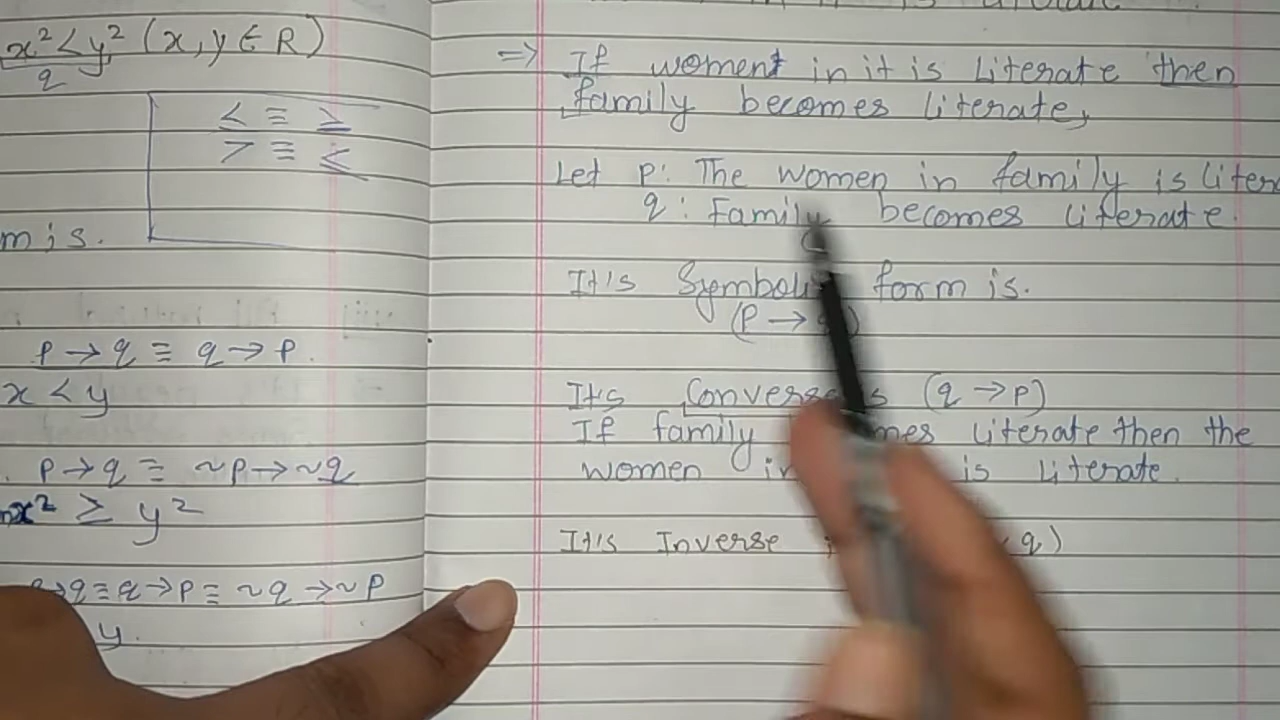 x² < y² (x, y ∈ R)
q
< ≡ ≥
> ≡ ≤
m is.
p → q ≡ q → p.
x < y
p → q ≡ ~p → ~q
x² ≥ y²
→ q ≡ q → p ≡ ~q → ~p
y.
⇒ If woment in it is literate then
family becomes literate,
Let p: The women in family is liter
q: Family becomes literate.
It's Symbolic form is.
(p → q)
It's Converse is (q → p)
If family becomes literate then the
women in is literate.
It's Inverse q)